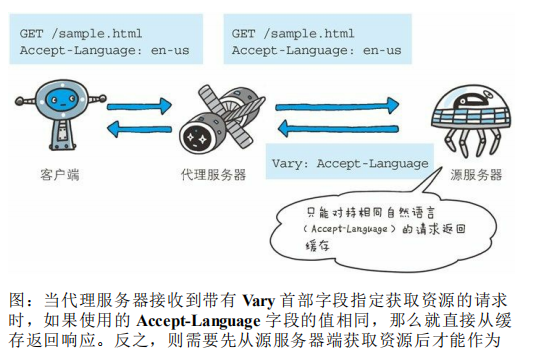 GET /sample.html
Accept-Language: en-us
GET /sample.html
Accept-Language: en-us
Vary: Accept-Language
客户端
代理服务器
源服务器
只能对持相同自然语言
(Accept-Language)的请求返回
缓存
图：当代理服务器接收到带有 Vary 首部字段指定获取资源的请求
时，如果使用的 Accept-Language 字段的值相同，那么就直接从缓
存返回响应。反之，则需要先从源服务器端获取资源后才能作为